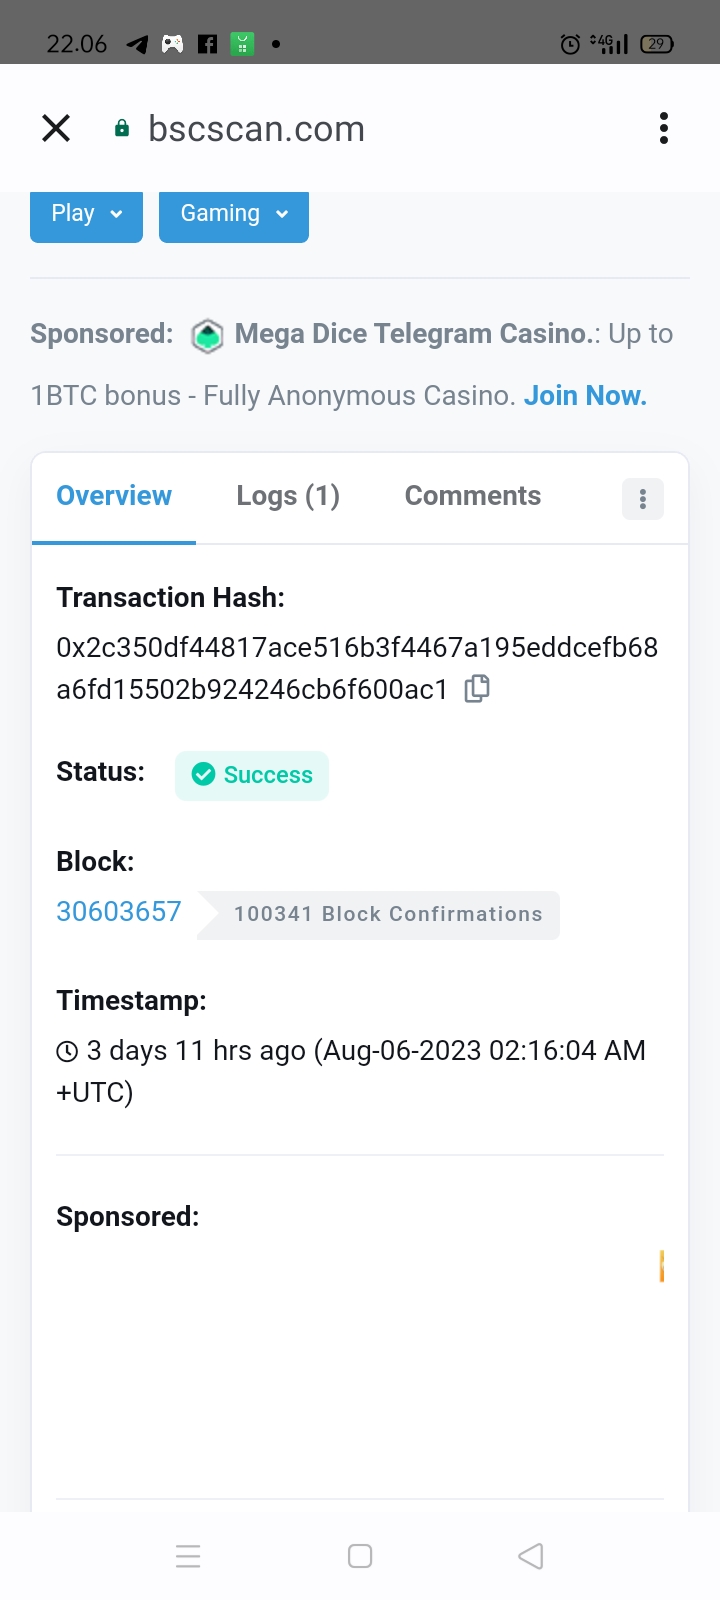 22.06 4G 29
bscscan.com
Play Gaming
Sponsored: Mega Dice Telegram Casino.: Up to
1BTC bonus - Fully Anonymous Casino. Join Now.
Overview Logs (1) Comments
Transaction Hash:
0x2c350df44817ace516b3f4467a195eddcefb68
a6fd15502b924246cb6f600ac1
Status: Success
Block:
30603657 100341 Block Confirmations
Timestamp:
3 days 11 hrs ago (Aug-06-2023 02:16:04 AM
+UTC)
Sponsored: